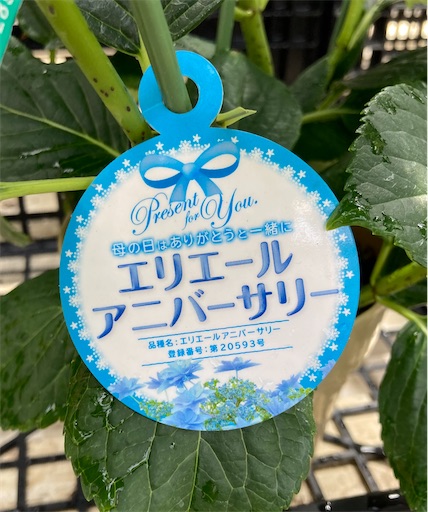 Present
for You.
母の日はありがとうと一緒に
エリエール
アニバーサリー
品種名:エリエールアニバーサリー
登録番号:第20593号